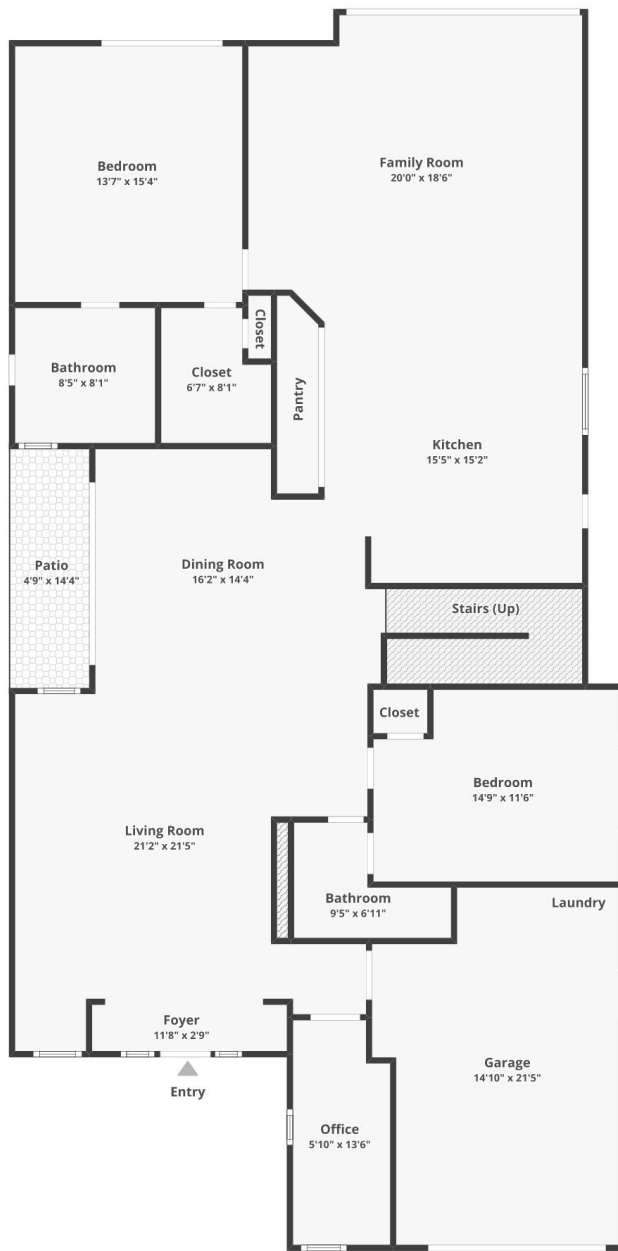 Bedroom
13'7" x 15'4"
Family Room
20'0" x 18'6"
Closet
Bathroom
8'5" x 8'1"
Closet
6'7" x 8'1"
Pantry
Kitchen
15'5" x 15'2"
Patio
4'9" x 14'4"
Dining Room
16'2" x 14'4"
Stairs (Up)
Closet
Bedroom
14'9" x 11'6"
Living Room
21'2" x 21'5"
Bathroom
9'5" x 6'11"
Laundry
Foyer
11'8" x 2'9"
Garage
14'10" x 21'5"
Entry
Office
5'10" x 13'6"